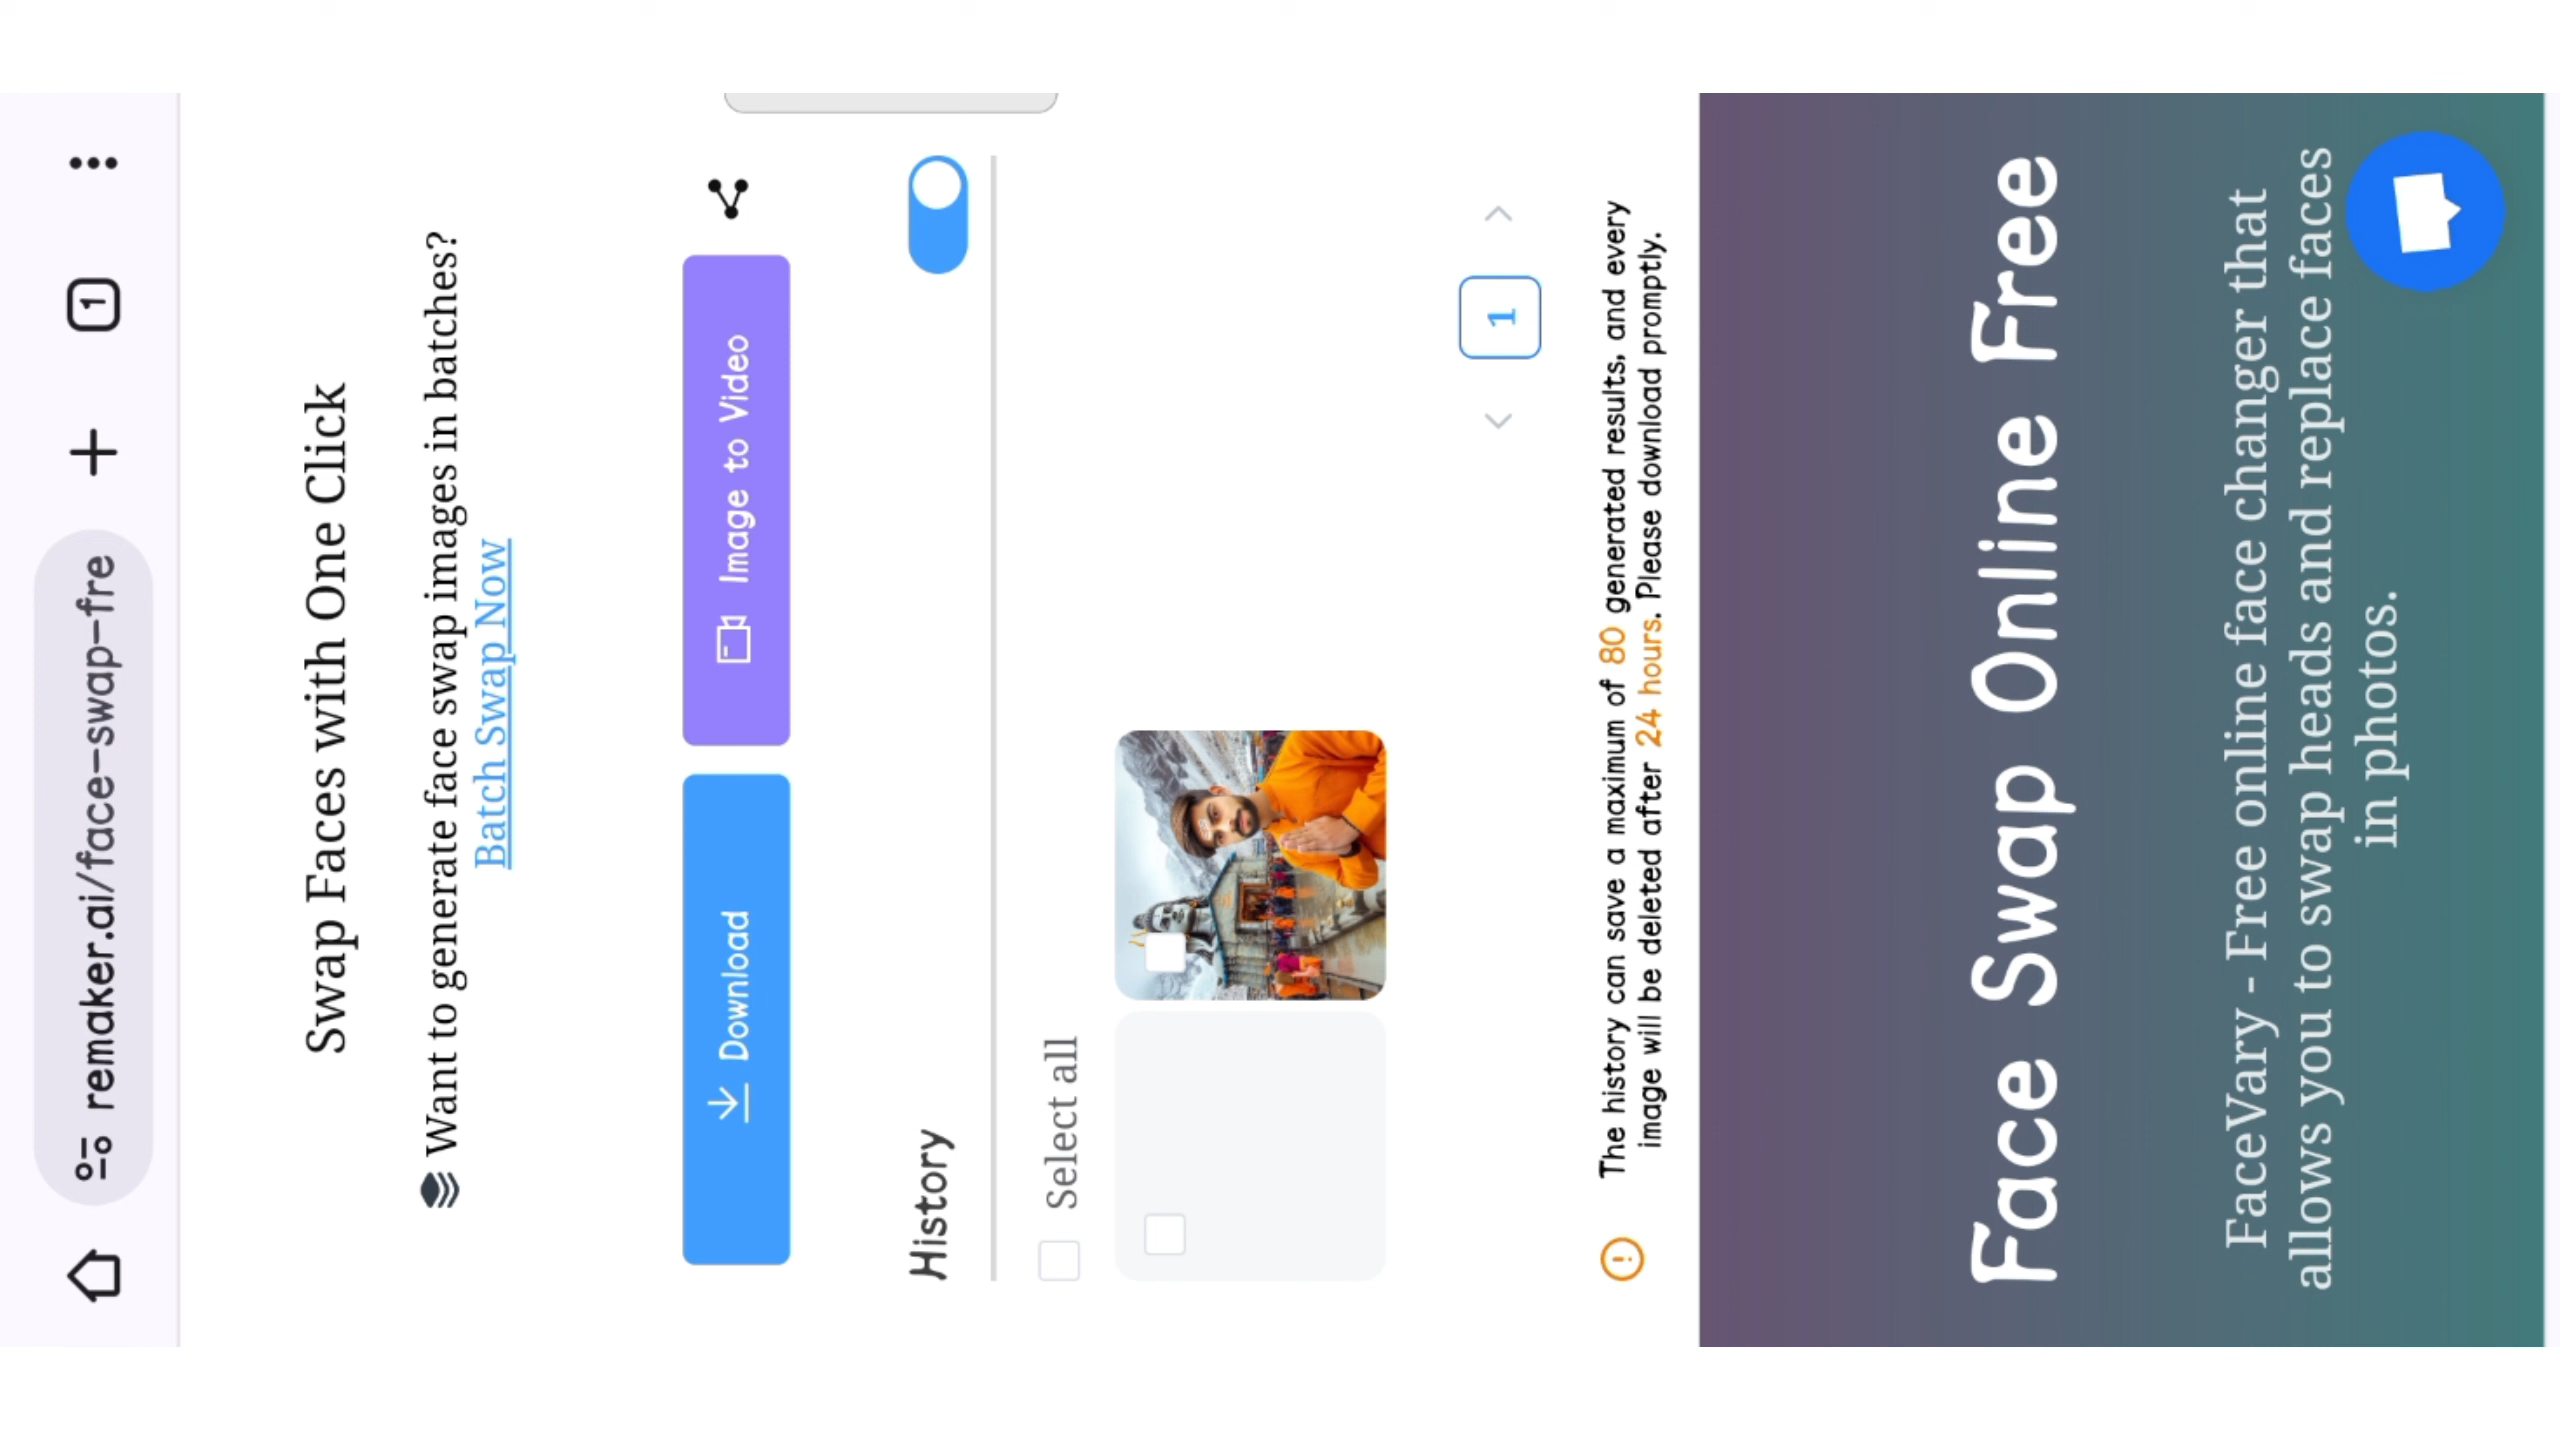 remaker.ai/face-swap-fre
1
Swap Faces with One Click
Want to generate face swap images in batches?
Batch Swap Now
Download
Image to Video
History
Select all
1
The history can save a maximum of 80 generated results, and every
image will be deleted after 24 hours. Please download promptly.
Face Swap Online Free
FaceVary - Free online face changer that
allows you to swap heads and replace faces
in photos.